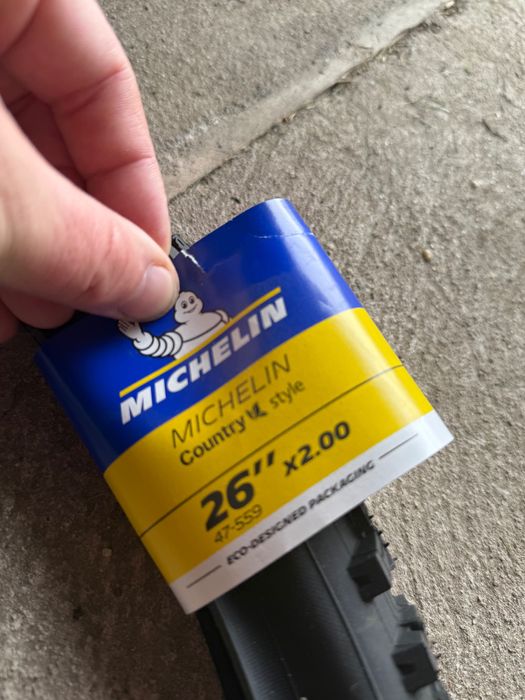 MICHELIN
MICHELIN
Country style
26" x2.00
47-559
ECO-DESIGNED PACKAGING